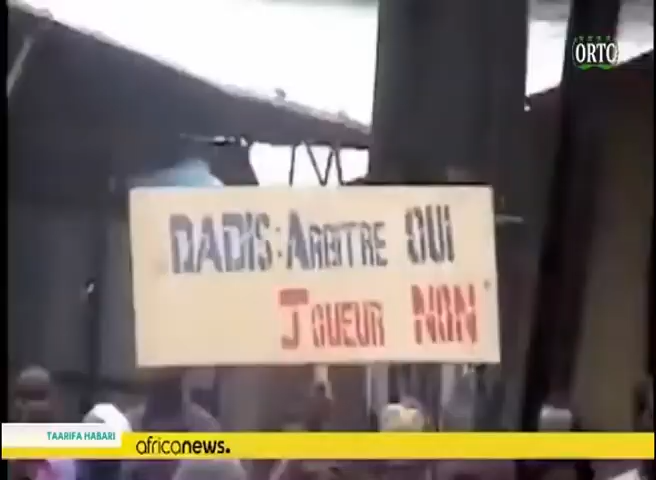 ORTC
DADIS: ARBITRE OUI
JOUEUR NON
TAARIFA HABARI
africanews.